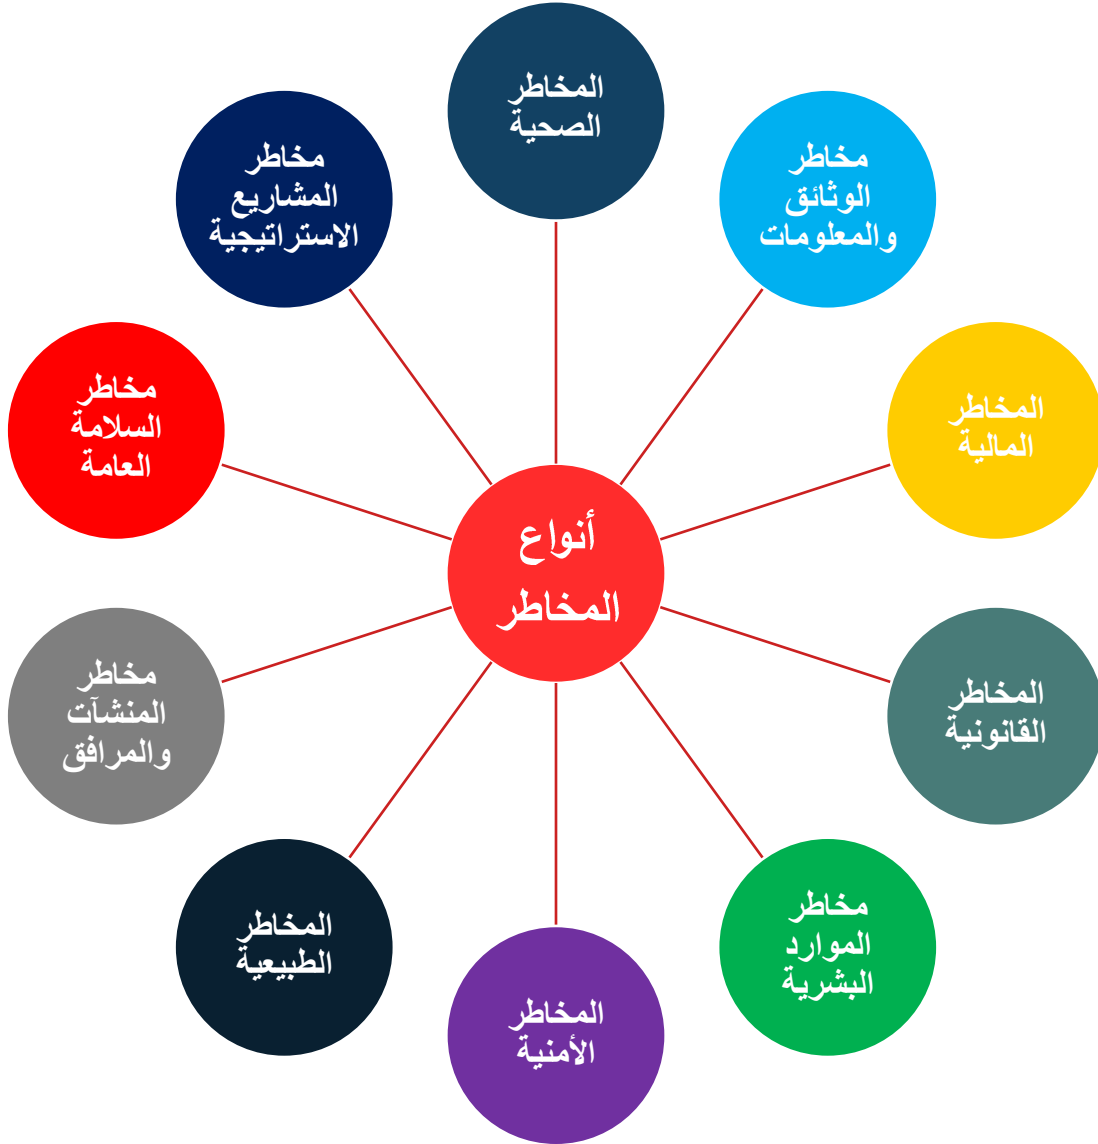 المخاطر
الصحية
مخاطر
الوثائق
والمعلومات
المخاطر
المالية
المخاطر
القانونية
مخاطر
الموارد
البشرية
المخاطر
الأمنية
المخاطر
الطبيعية
مخاطر
المنشآت
والمرافق
مخاطر
السلامة
العامة
مخاطر
المشاريع
الاستراتيجية
أنواع
المخاطر